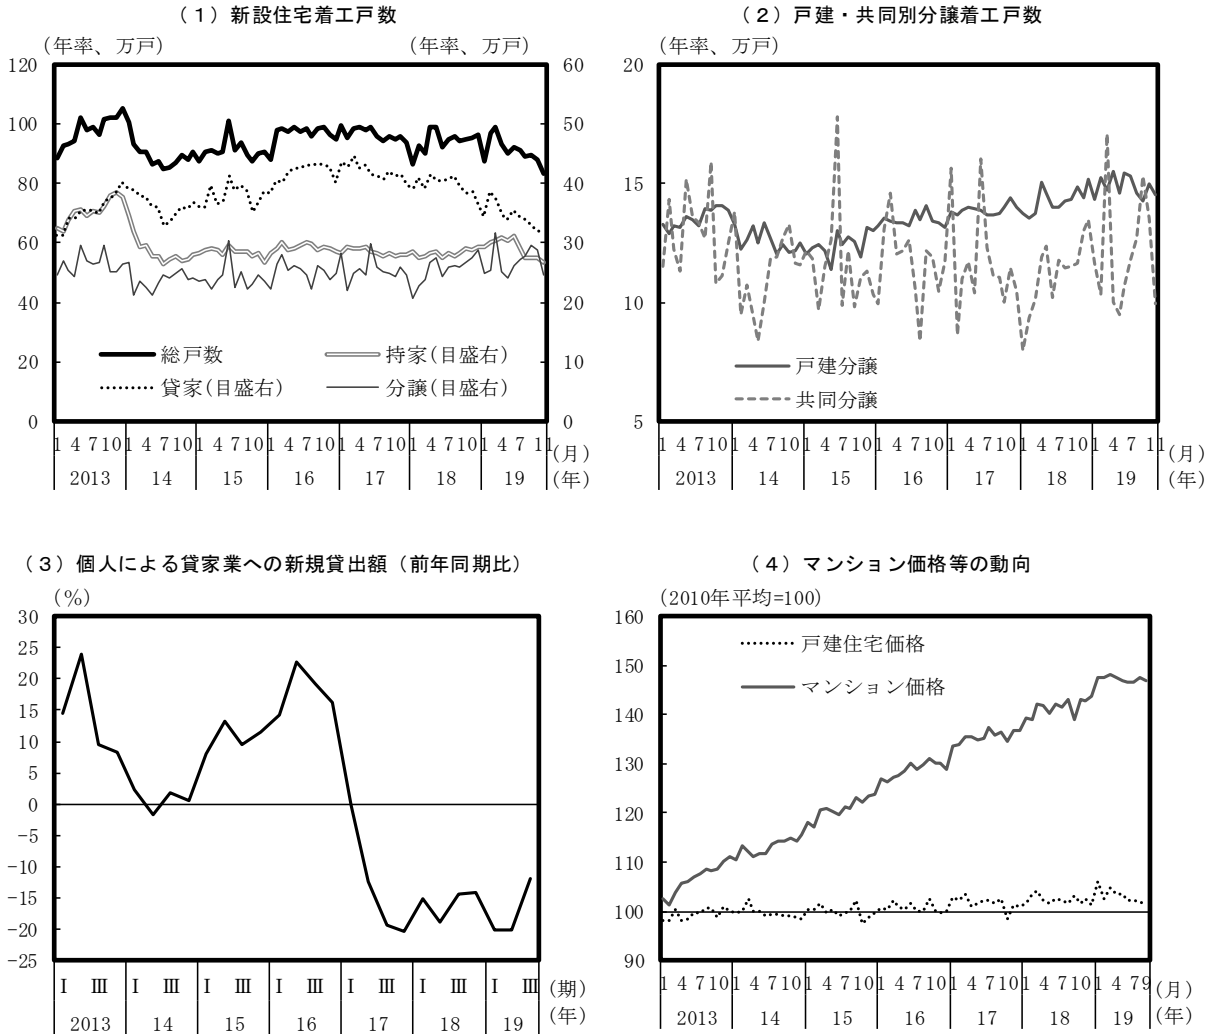 （１）新設住宅着工戸数
(年率、万戸)
(年率、万戸)
120
100
80
60
40
20
0
60
50
40
30
20
10
0
総戸数
持家(目盛右)
貸家(目盛右)
分譲(目盛右)
1 4 7 10 1 4 7 10 1 4 7 10 1 4 7 10 1 4 7 10 1 4 7 10 1 4 7 11 (月)
2013 14 15 16 17 18 19 (年)
（２）戸建・共同別分譲着工戸数
(年率、万戸)
20
15
10
5
戸建分譲
共同分譲
1 4 7 10 1 4 7 10 1 4 7 10 1 4 7 10 1 4 7 10 1 4 7 10 1 4 7 11 (月)
2013 14 15 16 17 18 19 (年)
（３）個人による貸家業への新規貸出額（前年同期比）
(％)
30
25
20
15
10
5
0
−5
−10
−15
−20
−25
Ⅰ Ⅲ Ⅰ Ⅲ Ⅰ Ⅲ Ⅰ Ⅲ Ⅰ Ⅲ Ⅰ Ⅲ Ⅰ Ⅲ (期)
2013 14 15 16 17 18 19 (年)
（４）マンション価格等の動向
(2010年平均=100)
160
150
140
130
120
110
100
90
戸建住宅価格
マンション価格
1 4 7 10 1 4 7 10 1 4 7 10 1 4 7 10 1 4 7 10 1 4 7 10 1 4 7 9 (月)
2013 14 15 16 17 18 19 (年)